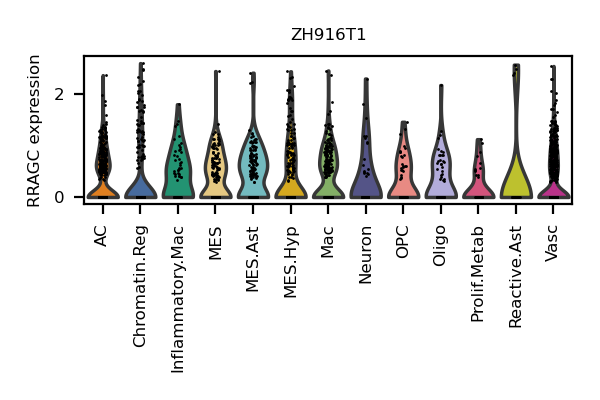 ZH916T1
RRAGC expression
2
0
AC
Chromatin.Reg
Inflammatory.Mac
MES
MES.Ast
MES.Hyp
Mac
Neuron
OPC
Oligo
Prolif.Metab
Reactive.Ast
Vasc